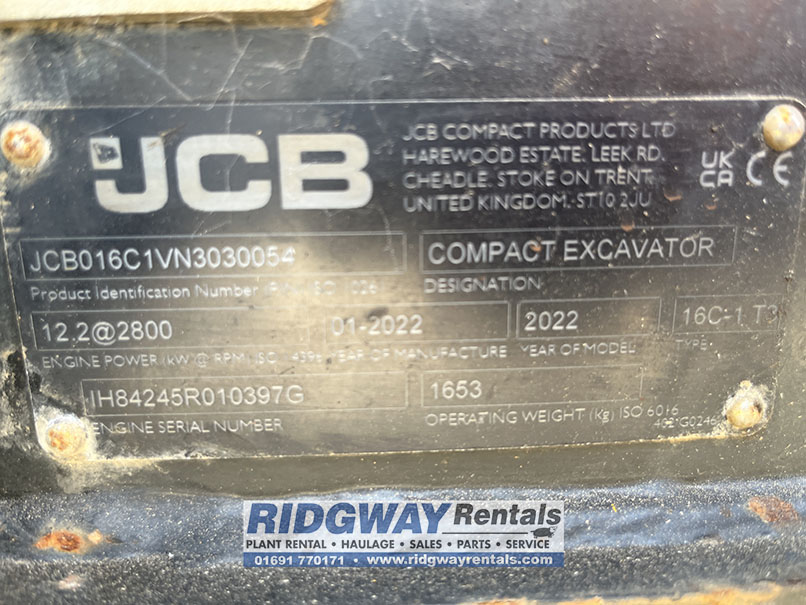 JCB
JCB COMPACT PRODUCTS LTD
HAREWOOD ESTATE. LEEK RD.
CHEADLE. STOKE ON TRENT
UNITED KINGDOM. ST10 2JU
UK
CA CE
JCB016C1VN3030054 COMPACT EXCAVATOR
Product Identification Number DESIGNATION
12.2@2800 01-2022 2022 16C-1 T3
ENGINE POWER (kW @ RPM) ISO YEAR OF MANUFACTURE YEAR OF MODEL TYPE
IH84245R010397G 1653
ENGINE SERIAL NUMBER OPERATING WEIGHT (kg) ISO 6016
RIDGWAY Rentals
PLANT RENTAL • HAULAGE • SALES • PARTS • SERVICE
01691 770171 • www.ridgwayrentals.com